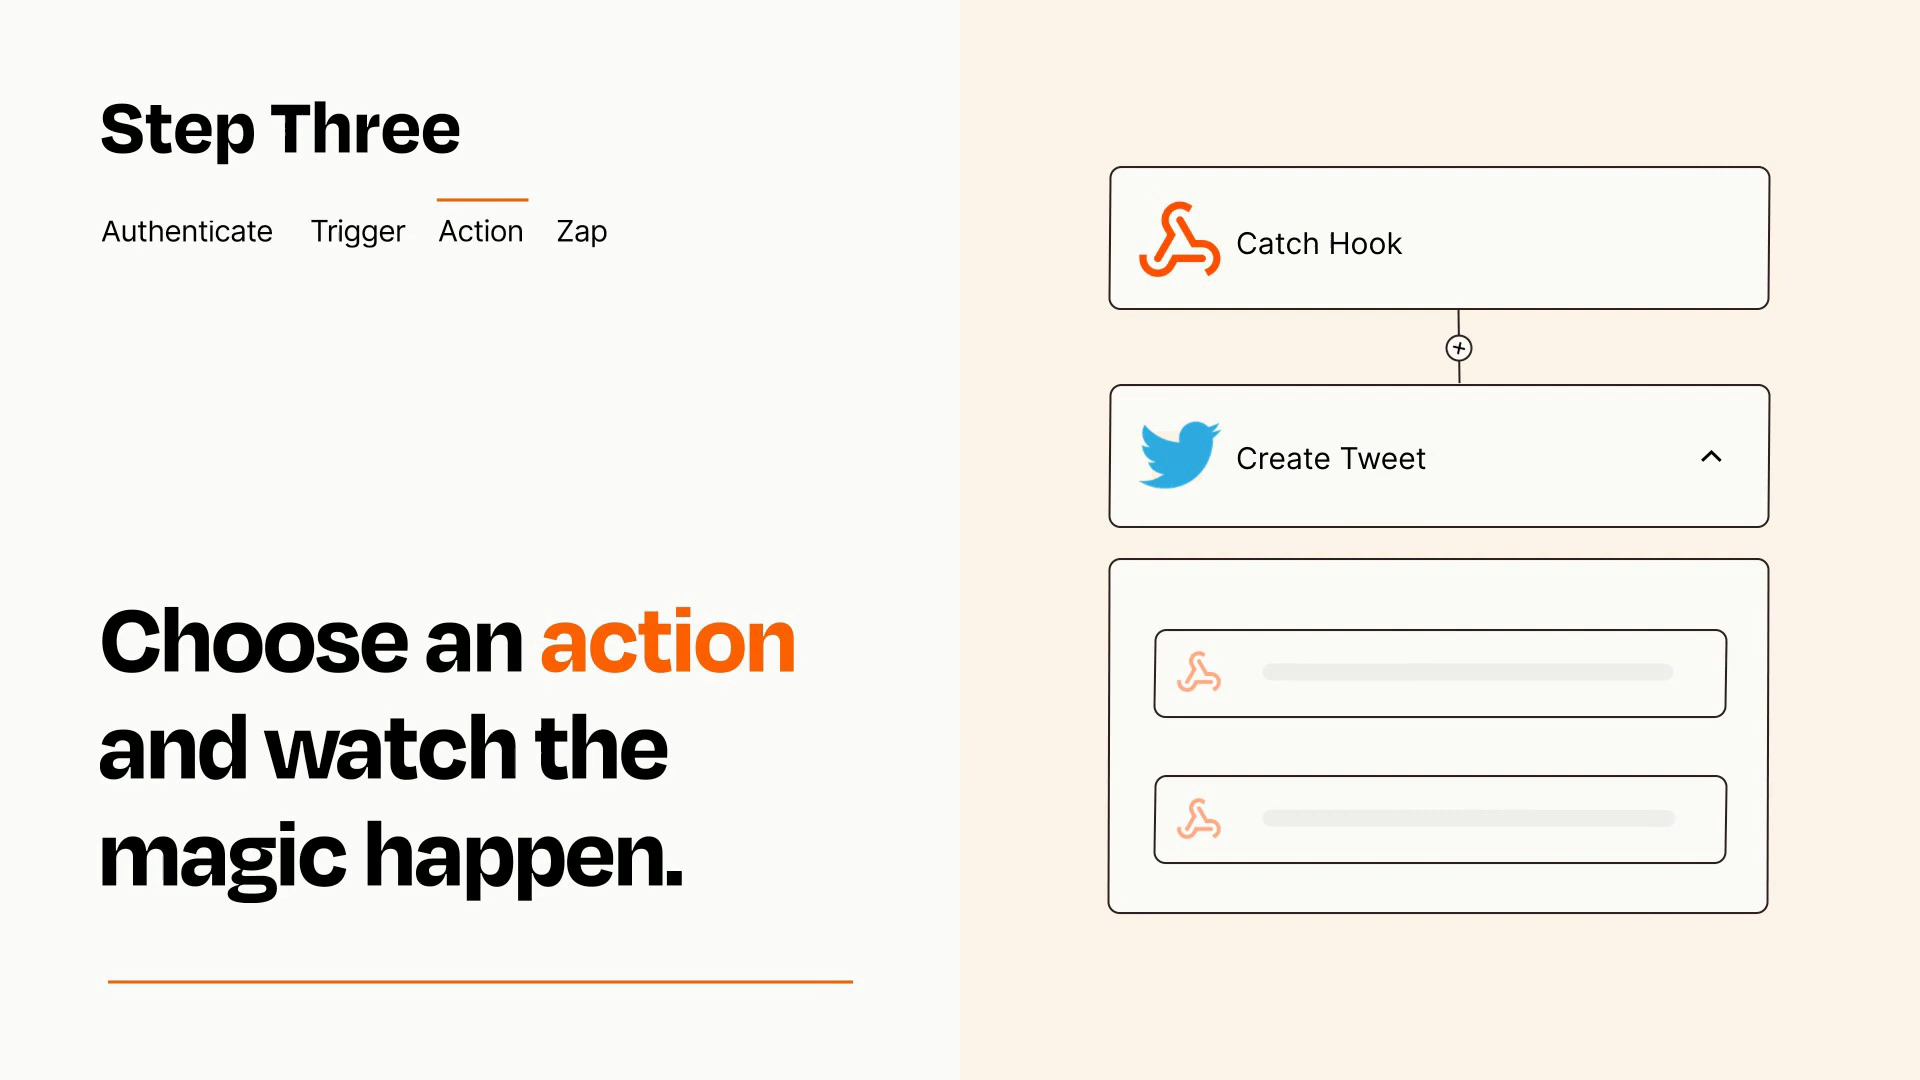 Step Three
Authenticate Trigger Action Zap
Choose an action
and watch the
magic happen.
Catch Hook
Create Tweet